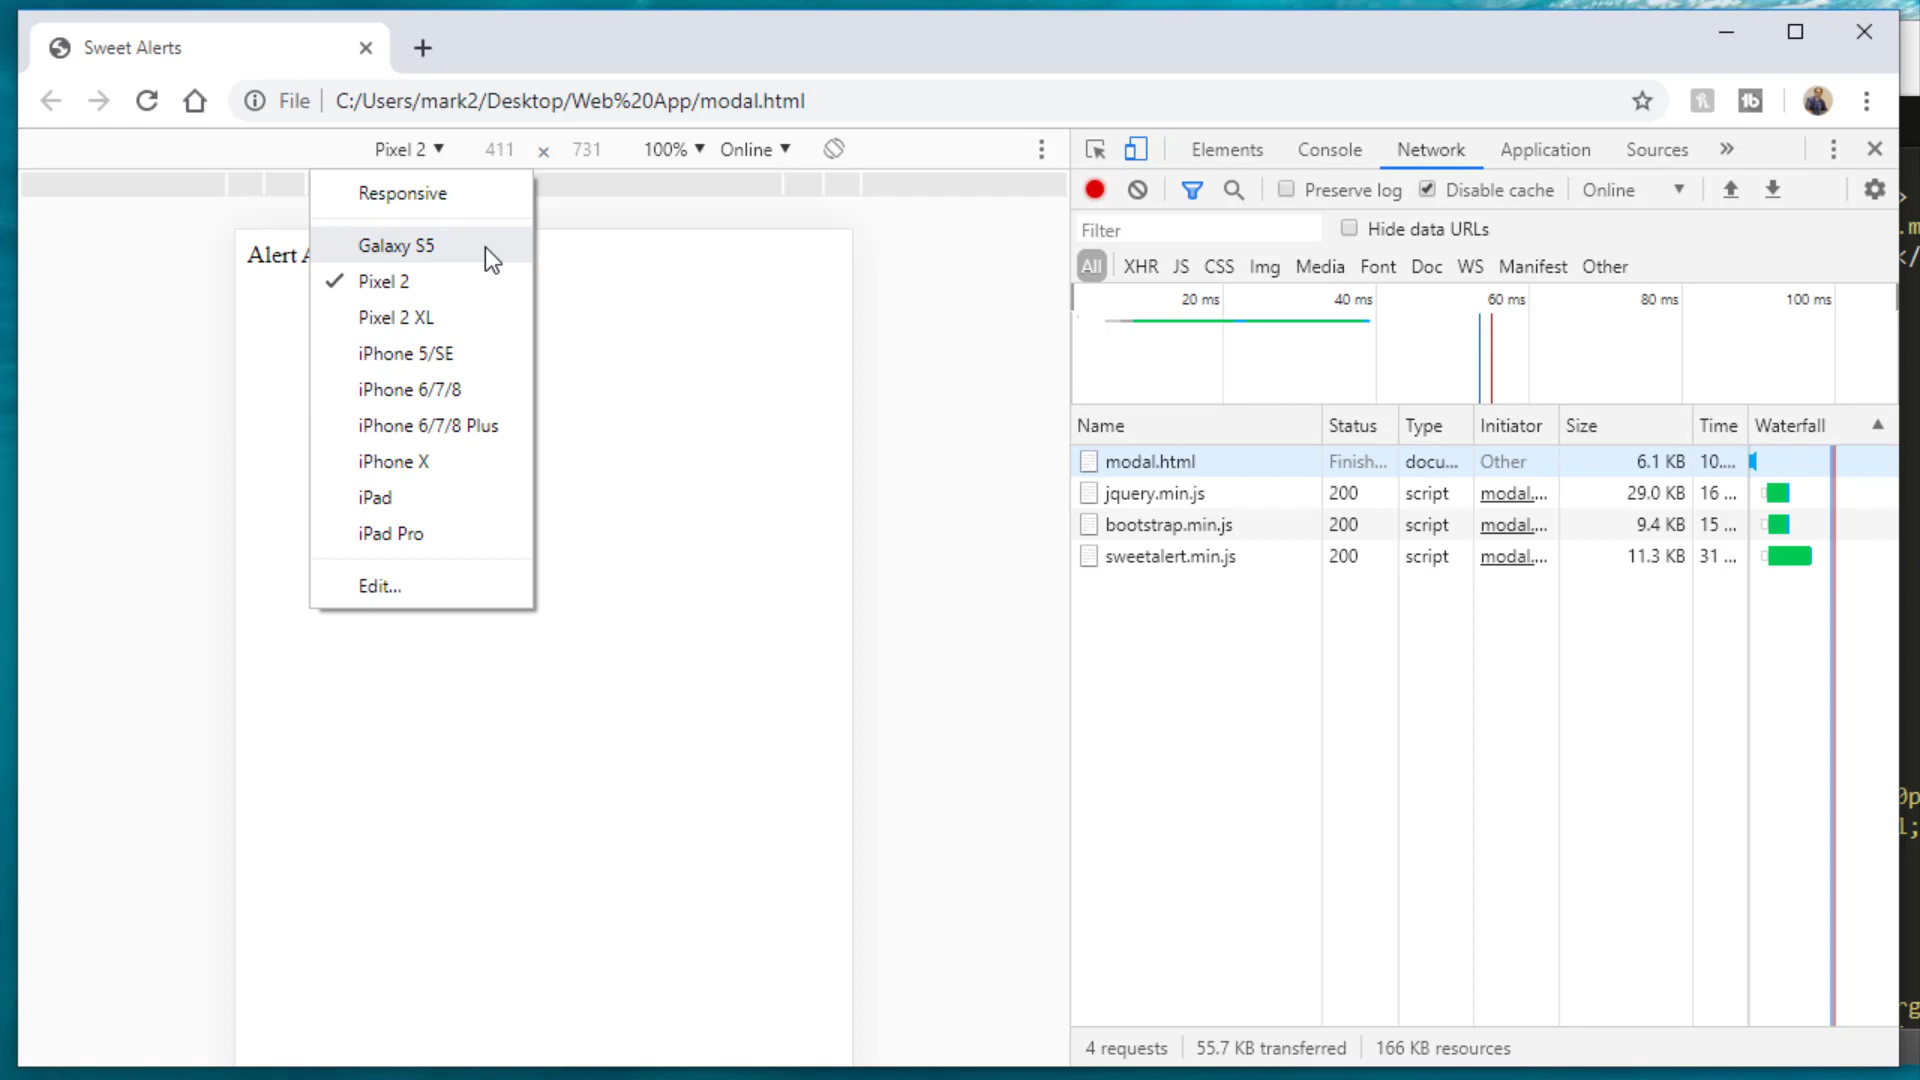 Sweet Alerts
File C:/Users/mark2/Desktop/Web%20App/modal.html
Pixel 2 411 x 731 100% Online
Elements Console Network Application Sources
Preserve log Disable cache Online
Responsive
Galaxy S5
Pixel 2
Pixel 2 XL
iPhone 5/SE
iPhone 6/7/8
iPhone 6/7/8 Plus
iPhone X
iPad
iPad Pro
Edit...
Alert
Filter Hide data URLs
All XHR JS CSS Img Media Font Doc WS Manifest Other
20 ms 40 ms 60 ms 80 ms 100 ms
Name Status Type Initiator Size Time Waterfall
modal.html Finish... docu... Other 6.1 KB 10....
jquery.min.js 200 script modal.... 29.0 KB 16 ...
bootstrap.min.js 200 script modal.... 9.4 KB 15 ...
sweetalert.min.js 200 script modal.... 11.3 KB 31 ...
4 requests 55.7 KB transferred 166 KB resources